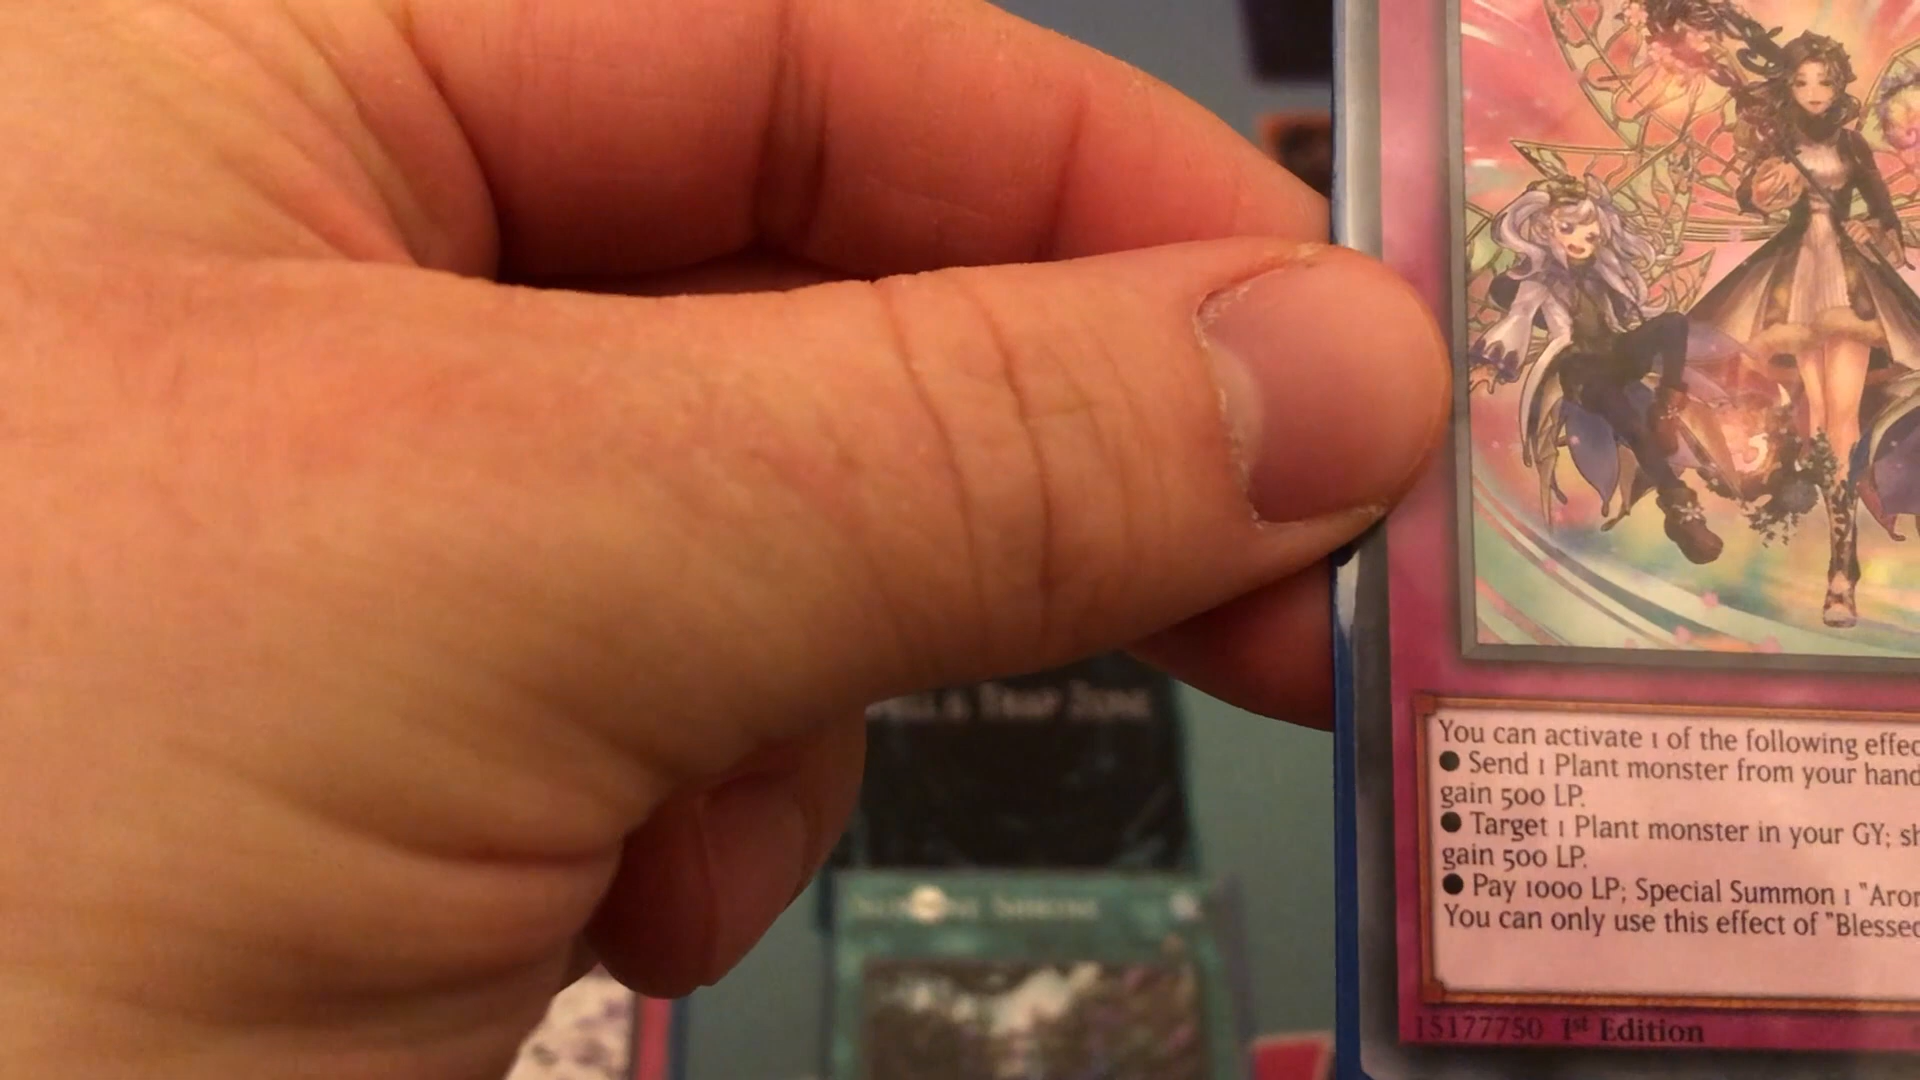 Trap Zone
You can activate 1 of the following effec
● Send 1 Plant monster from your hand
gain 500 LP.
● Target 1 Plant monster in your GY; sh
gain 500 LP.
● Pay 1000 LP; Special Summon 1 "Aro
You can only use this effect of "Blessed
15177750 1st Edition